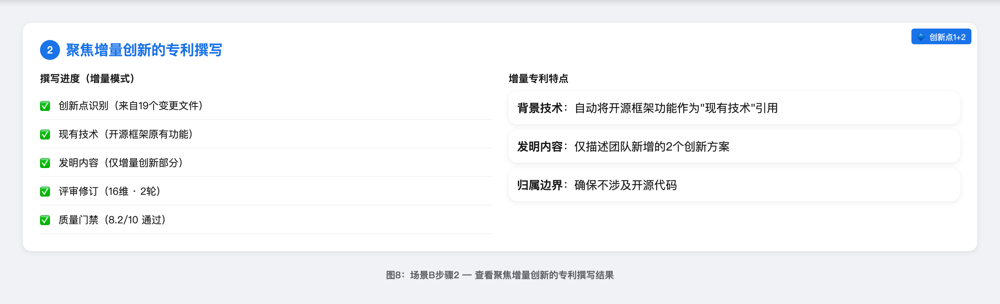 创新点1+2
2 聚焦增量创新的专利撰写
撰写进度（增量模式）
创新点识别（来自19个变更文件）
现有技术（开源框架原有功能）
发明内容（仅增量创新部分）
评审修订（16维 · 2轮）
质量门禁（8.2/10 通过）
增量专利特点
背景技术：自动将开源框架功能作为"现有技术"引用
发明内容：仅描述团队新增的2个创新方案
归属边界：确保不涉及开源代码
图8：场景B步骤2 — 查看聚焦增量创新的专利撰写结果